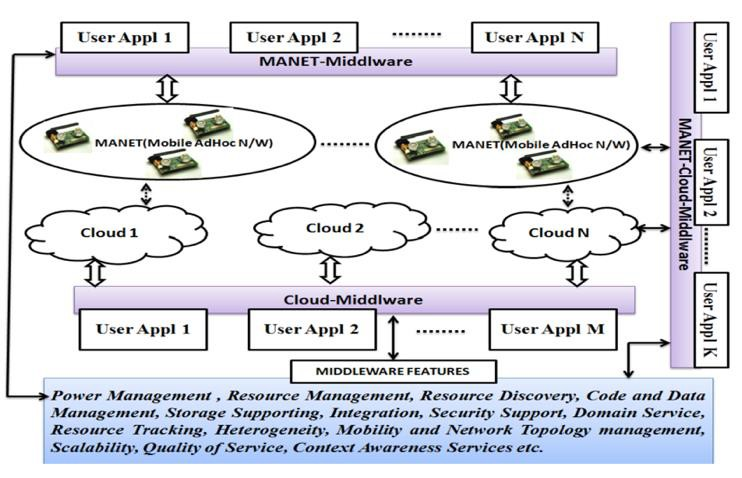 User Appl 1
User Appl 2
........
User Appl N
MANET-Middlware
MANET(Mobile AdHoc N/W)
........
MANET(Mobile AdHoc N/W)
Cloud 1
Cloud 2
........
Cloud N
Cloud-Middlware
User Appl 1
User Appl 2
........
User Appl M
User Appl 1
User Appl 2
........
User Appl K
MANET-Cloud-Middlware
MIDDLEWARE FEATURES
Power Management , Resource Management, Resource Discovery, Code and Data
Management, Storage Supporting, Integration, Security Support, Domain Service,
Resource Tracking, Heterogeneity, Mobility and Network Topology management,
Scalability, Quality of Service, Context Awareness Services etc.